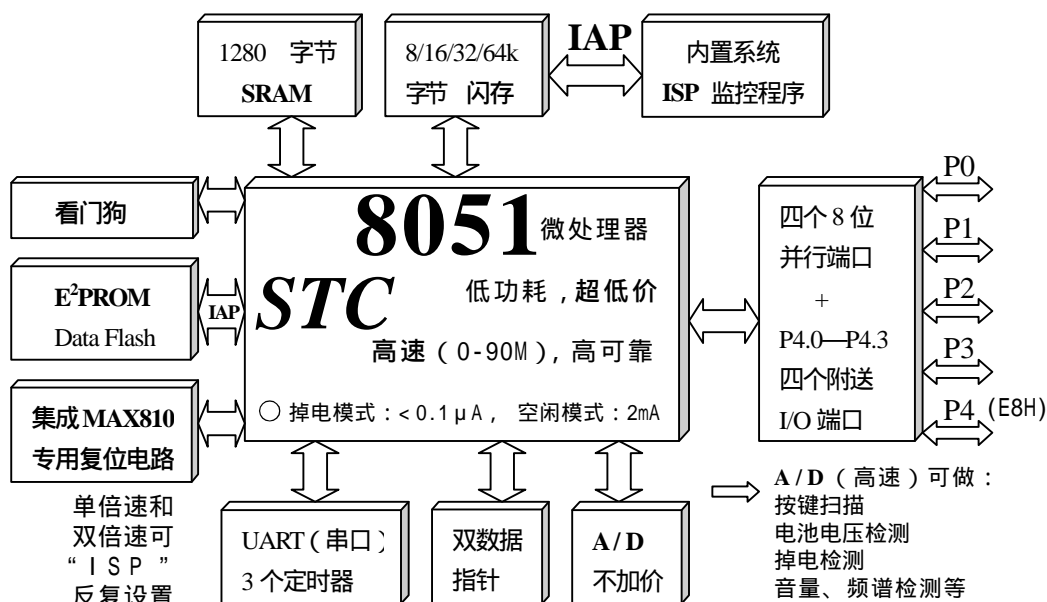 1280 字节
SRAM
8/16/32/64k
字节 闪存
IAP
内置系统
ISP 监控程序
看门狗
E²PROM
Data Flash
IAP
集成 MAX810
专用复位电路
单倍速和
双倍速可
“ISP”
反复设置
8051 微处理器
STC 低功耗，超低价
高速（0-90M），高可靠
○ 掉电模式：<0.1μA， 空闲模式：2mA
四个 8 位
并行端口
+
P4.0—P4.3
四个附送
I/O 端口
P0
P1
P2
P3
P4 (E8H)
UART（串口）
3 个定时器
双数据
指针
A/D
不加价
A/D（高速）可做：
按键扫描
电池电压检测
掉电检测
音量、频谱检测等